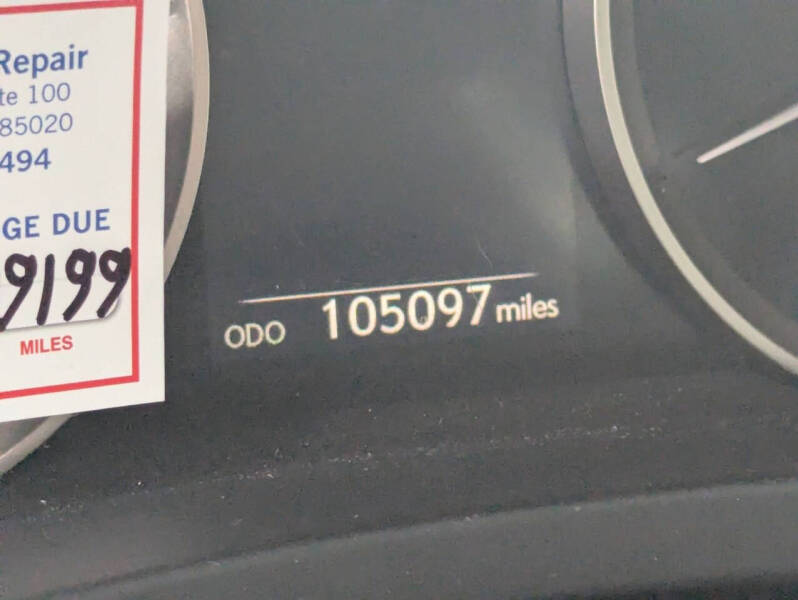 Repair
te 100
85020
494
GE DUE
9199
MILES
ODO 105097 miles